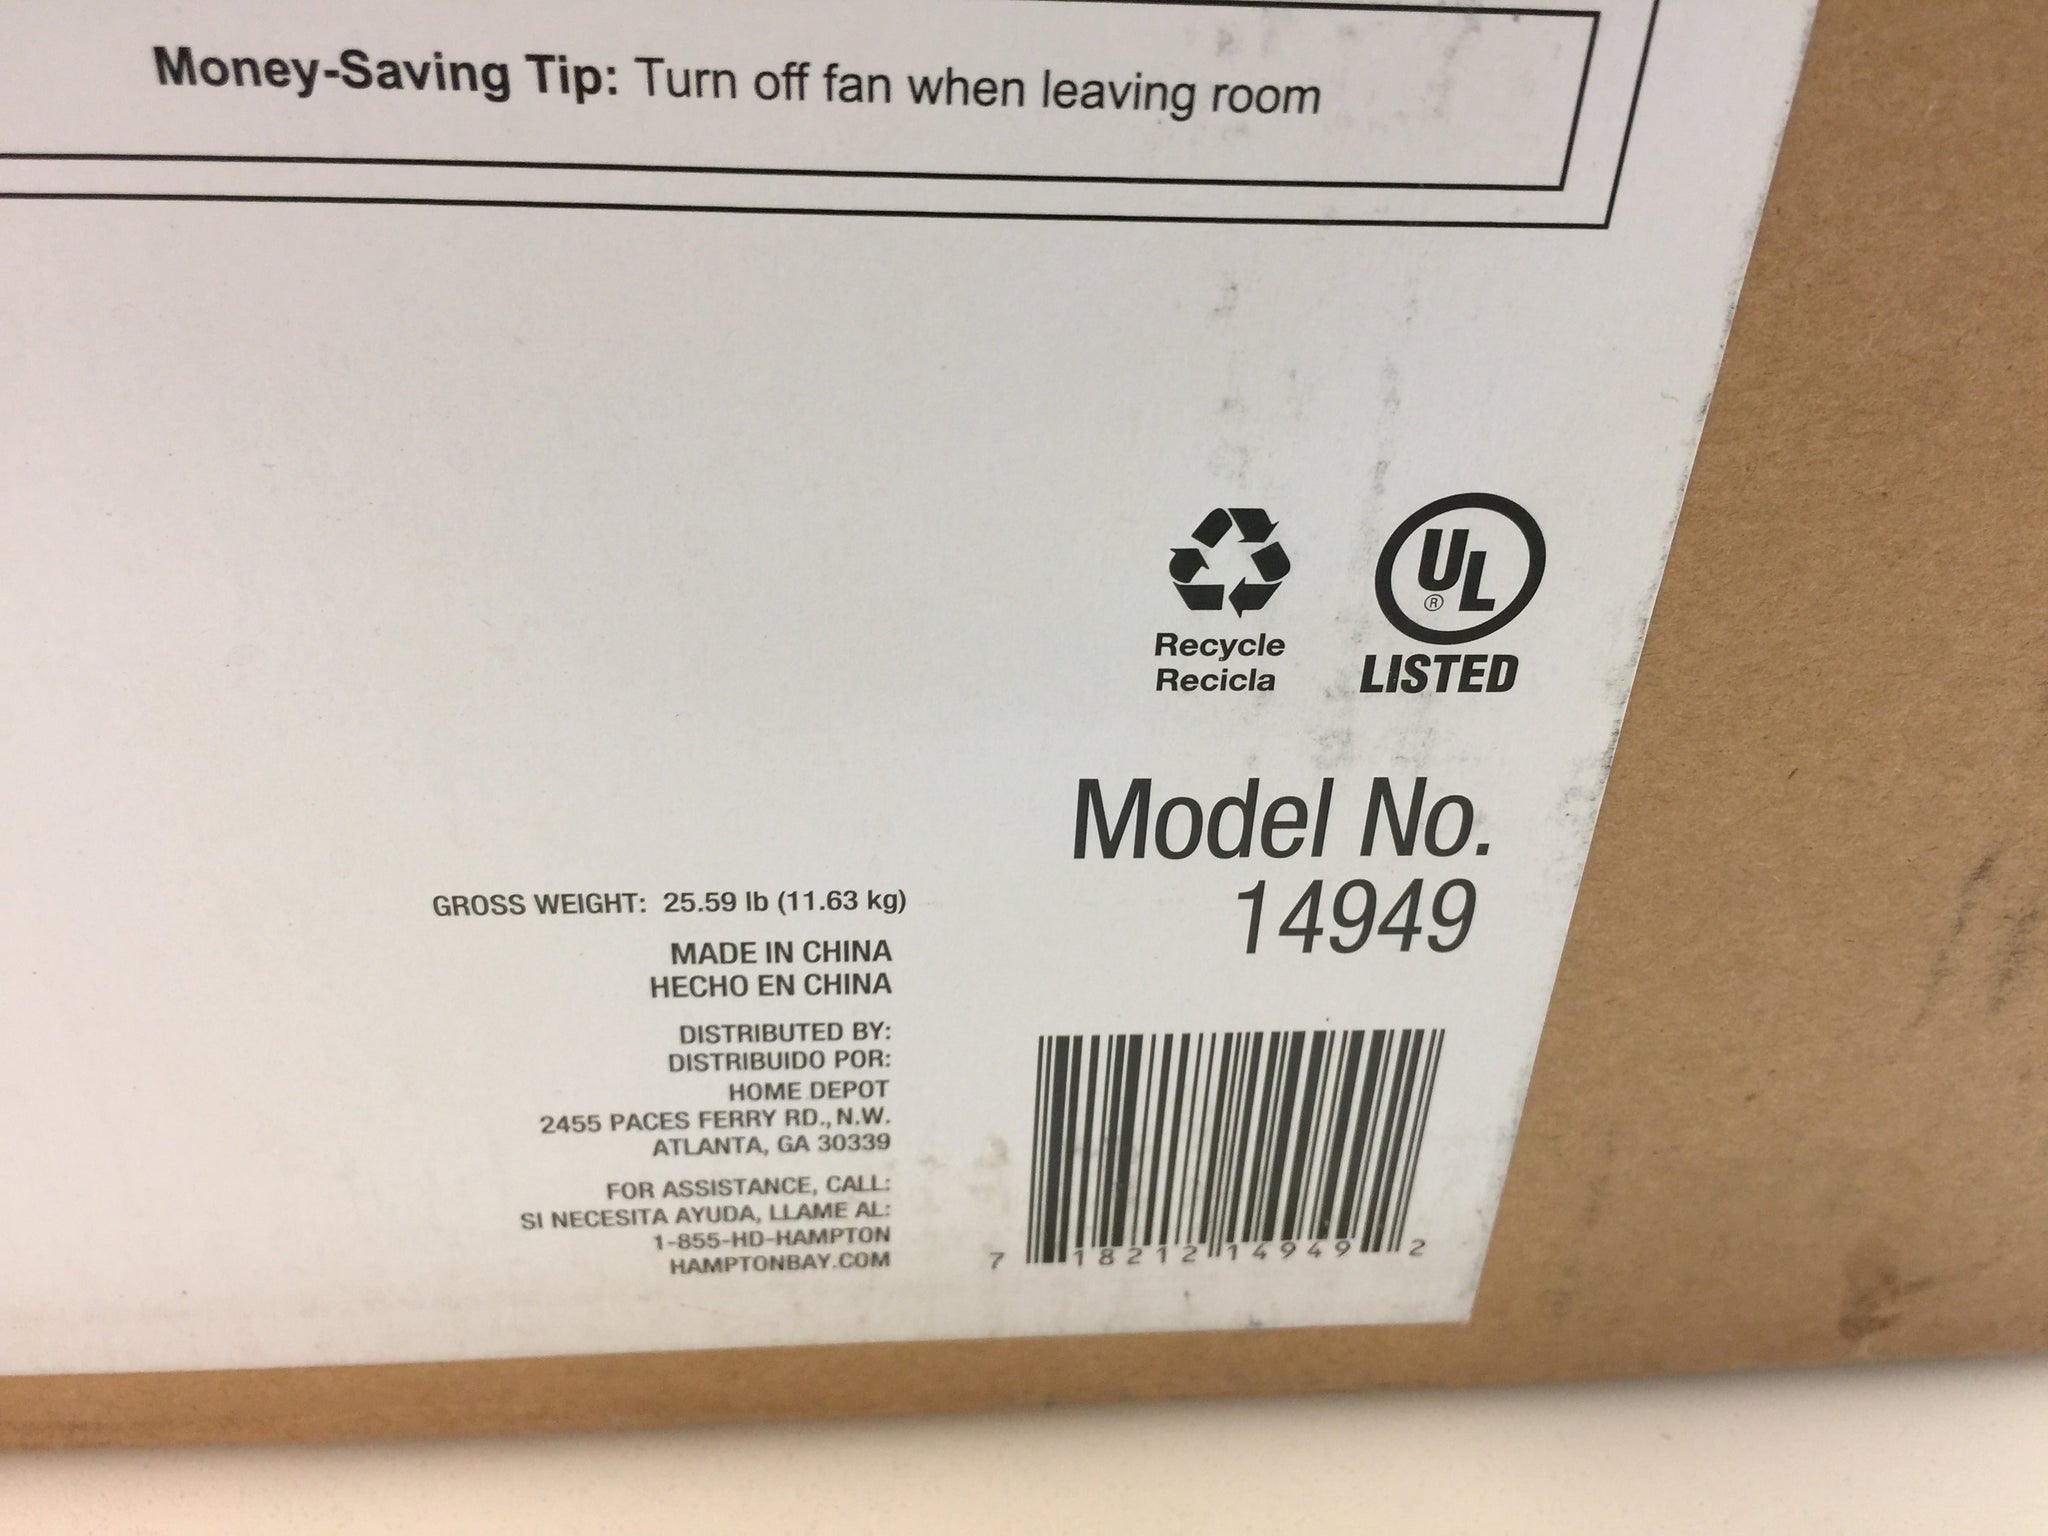 Money-Saving Tip: Turn off fan when leaving room
Recycle
Recicla
UL
®
LISTED
Model No.
14949
GROSS WEIGHT: 25.59 lb (11.63 kg)
MADE IN CHINA
HECHO EN CHINA
DISTRIBUTED BY:
DISTRIBUIDO POR:
HOME DEPOT
2455 PACES FERRY RD., N.W.
ATLANTA, GA 30339
FOR ASSISTANCE, CALL:
SI NECESITA AYUDA, LLAME AL:
1-855-HD-HAMPTON
HAMPTONBAY.COM
7 18212 14949 2